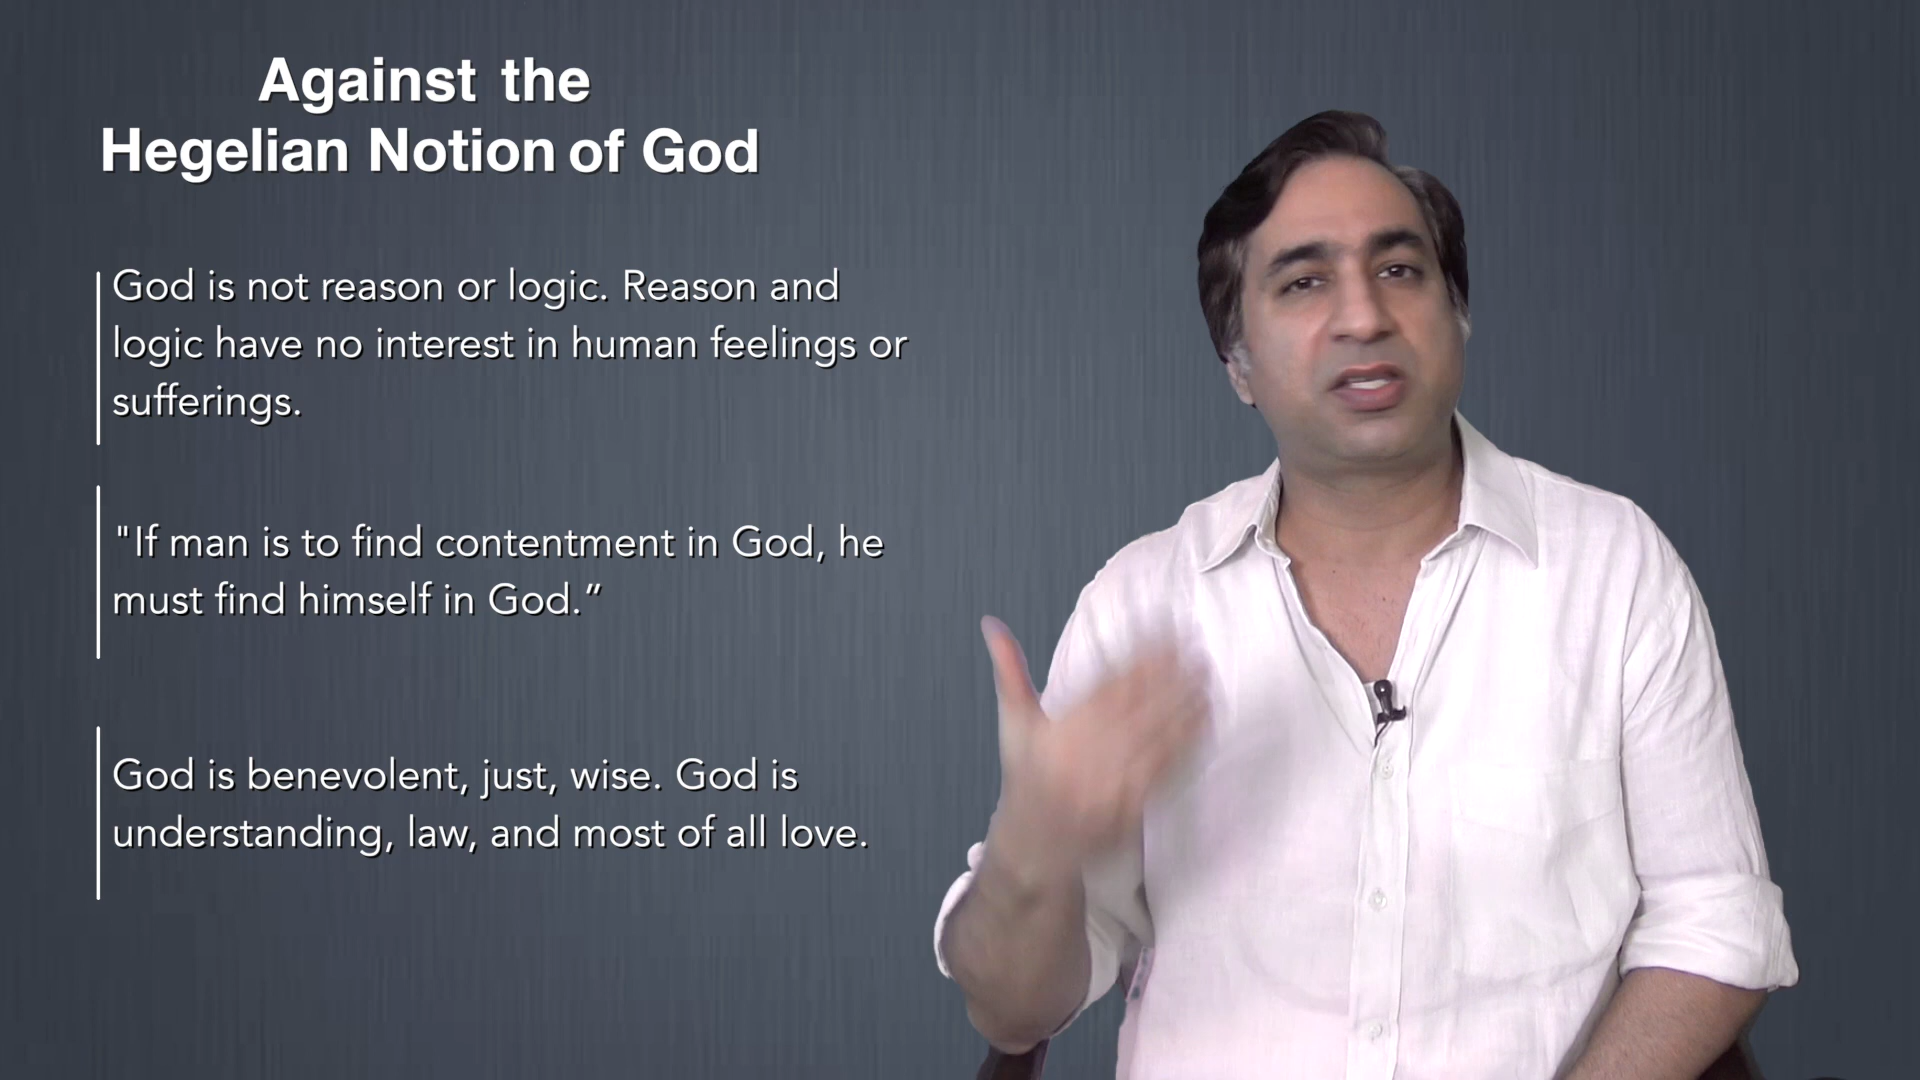 Against the
Hegelian Notion of God
God is not reason or logic. Reason and
logic have no interest in human feelings or
sufferings.
"If man is to find contentment in God, he
must find himself in God.”
God is benevolent, just, wise. God is
understanding, law, and most of all love.